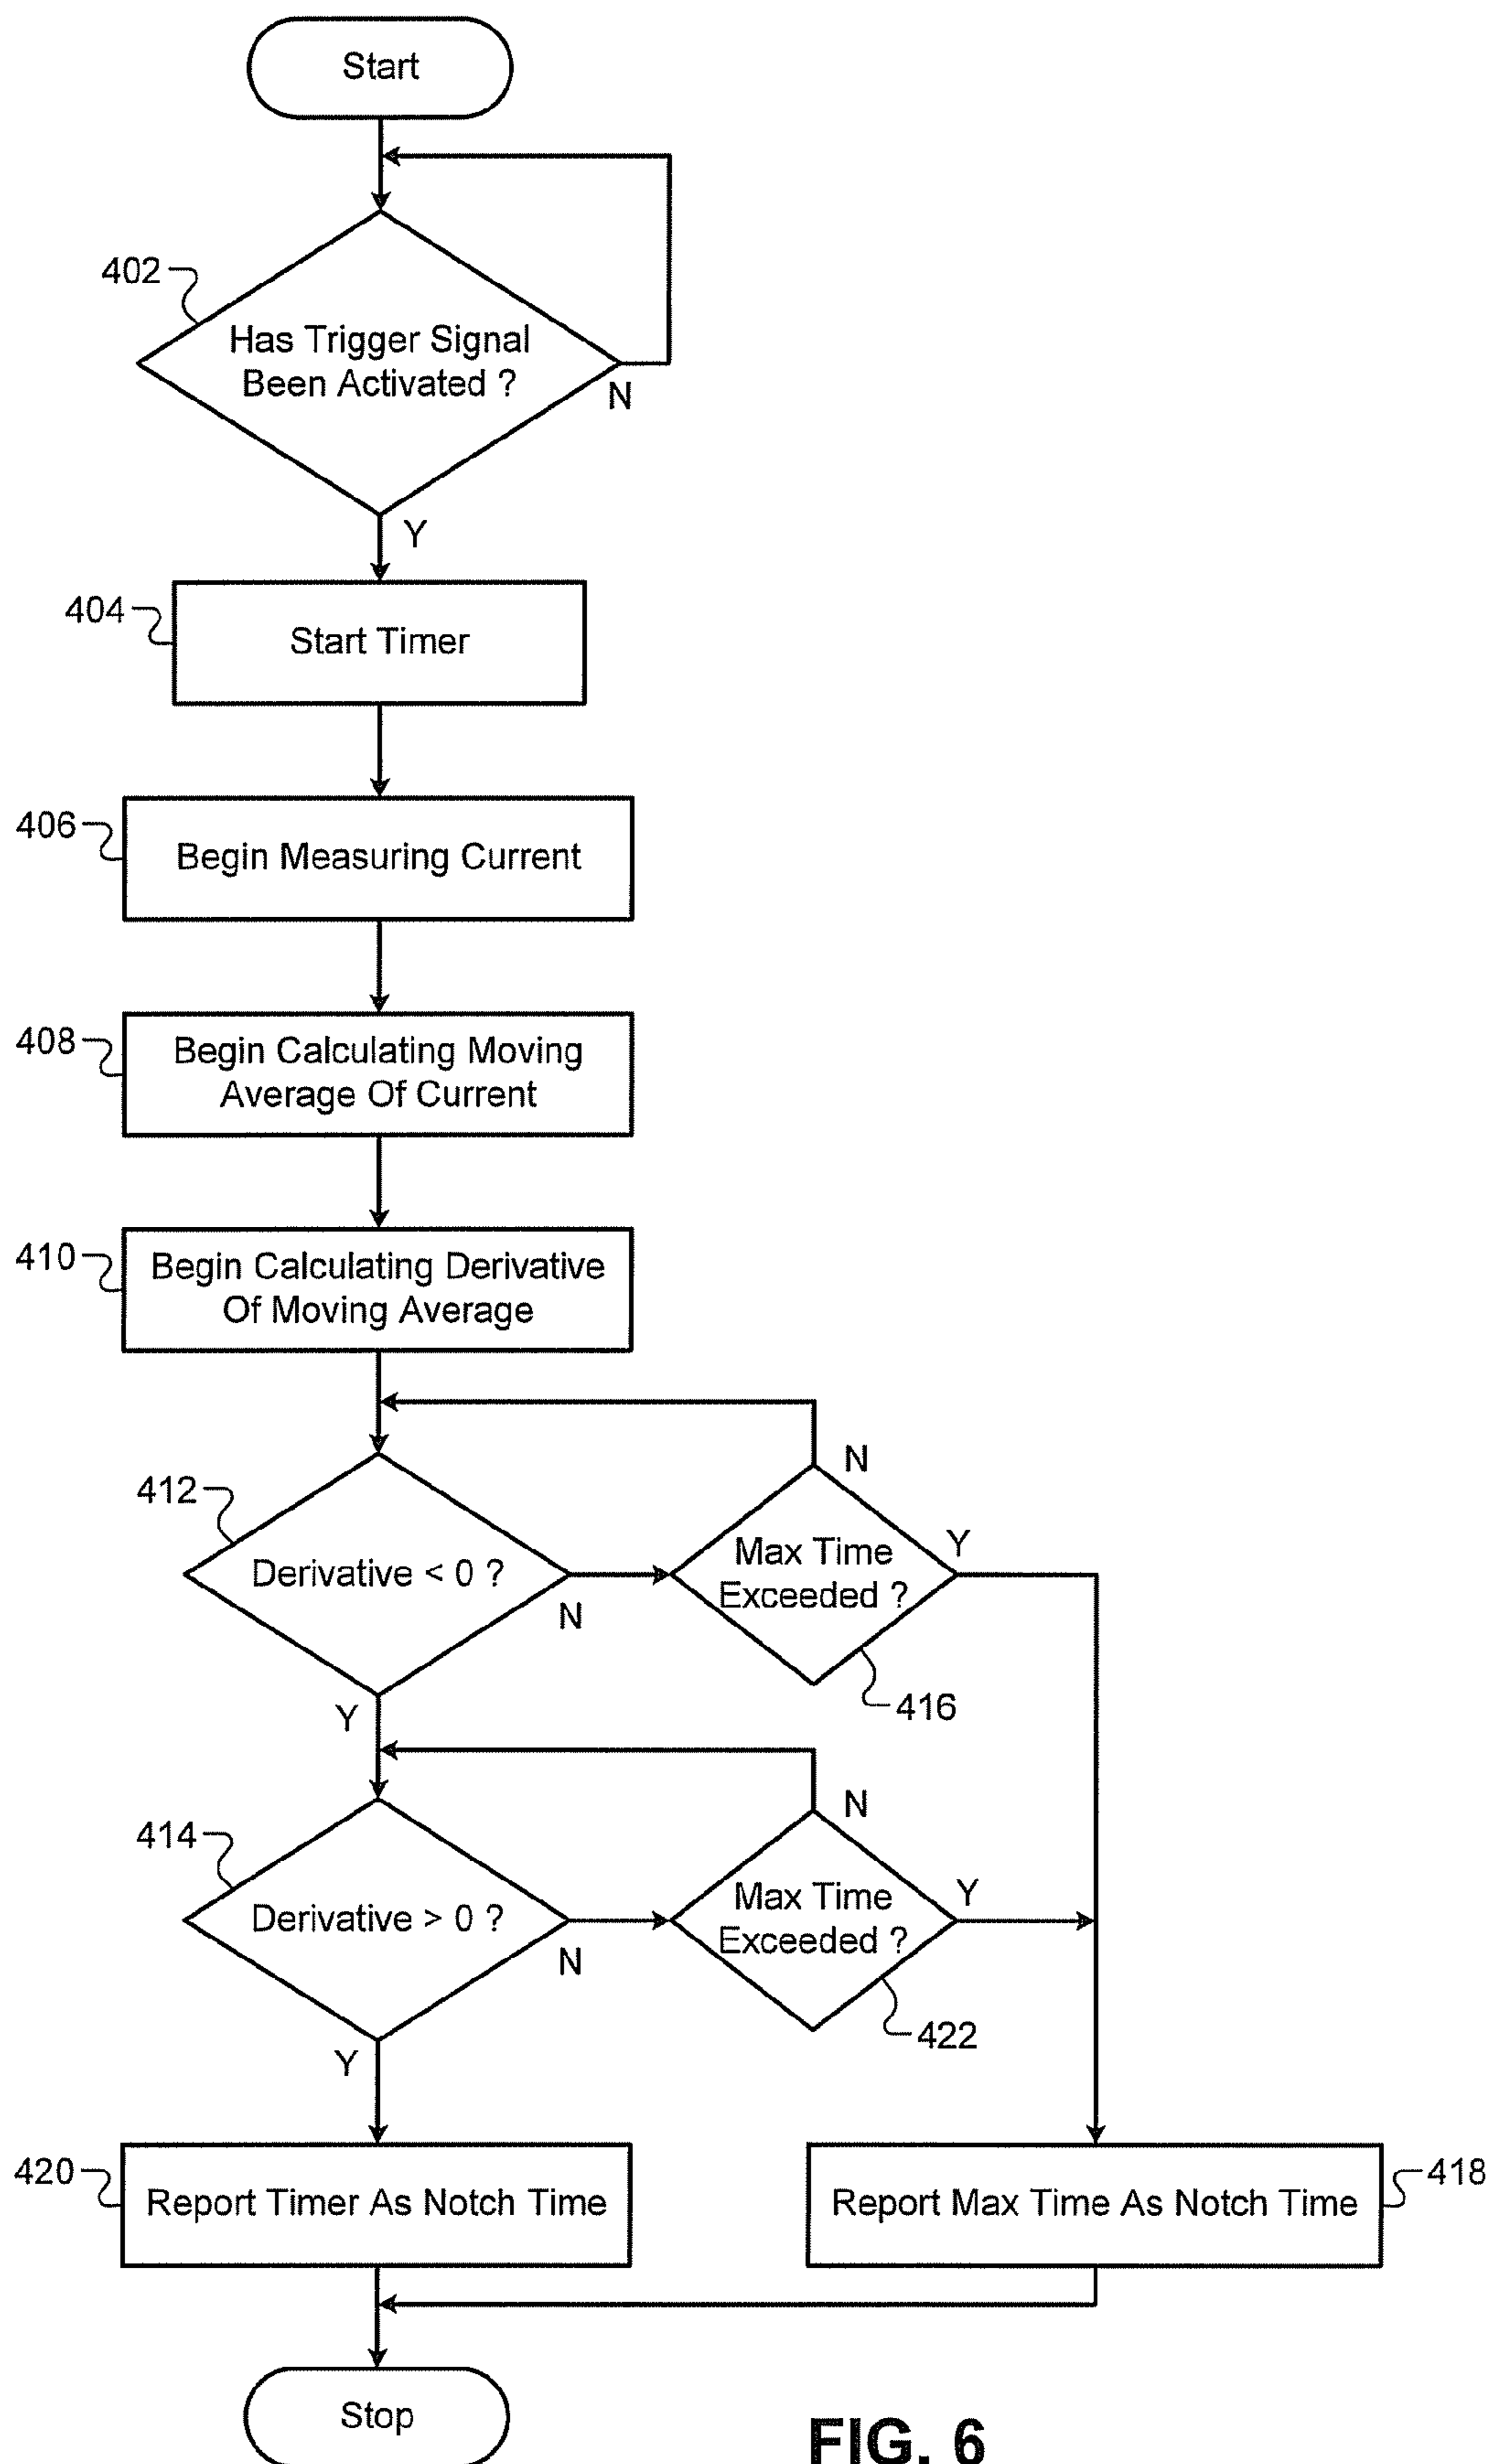 Start
402
Has Trigger Signal
Been Activated ?
N
Y
404
Start Timer
406
Begin Measuring Current
408
Begin Calculating Moving
Average Of Current
410
Begin Calculating Derivative
Of Moving Average
412
Derivative < 0 ?
N
Y
N
Max Time
Exceeded ?
Y
416
414
Derivative > 0 ?
N
Y
N
Max Time
Exceeded ?
Y
422
420
Report Timer As Notch Time
Report Max Time As Notch Time
418
Stop
FIG. 6